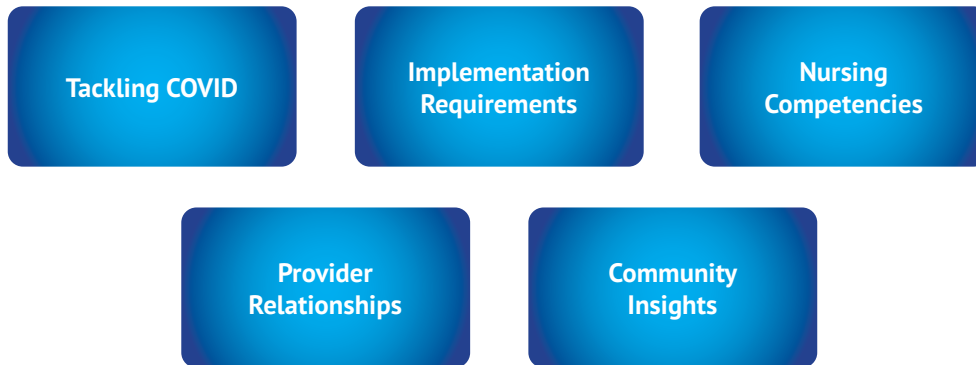 Tackling COVID
Implementation
Requirements
Nursing
Competencies
Provider
Relationships
Community
Insights